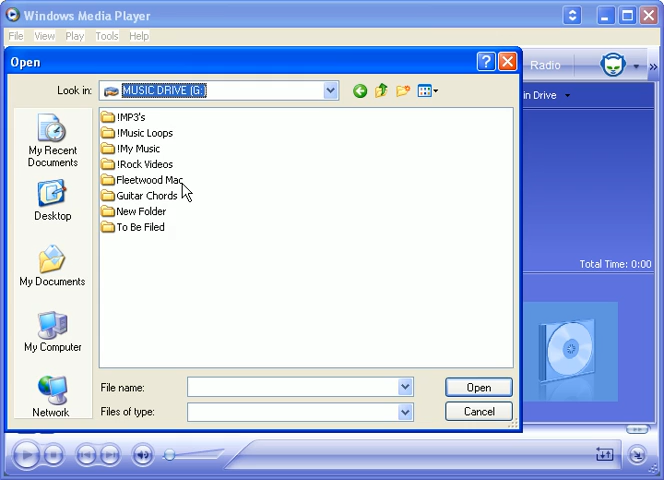 Windows Media Player
File View Play Tools Help
Open
Radio
Look in: MUSIC DRIVE (G:)
in Drive
!MP3's
!Music Loops
!My Music
!Rock Videos
Fleetwood Mac
Guitar Chords
New Folder
To Be Filed
My Recent
Documents
Desktop
My Documents
My Computer
Network
Total Time: 0:00
File name:
Open
Files of type:
Cancel